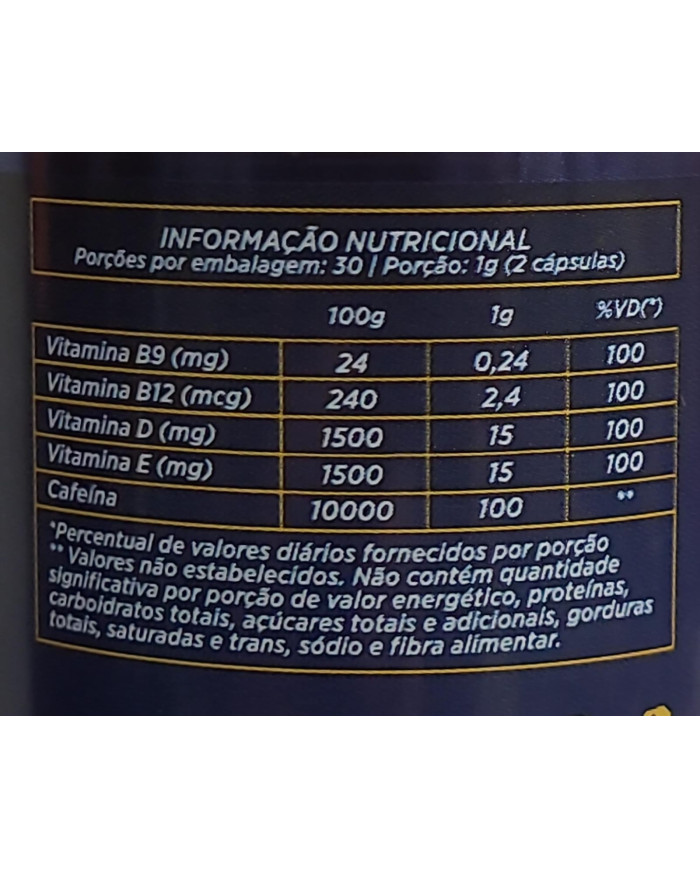 INFORMAÇÃO NUTRICIONAL
Porções por embalagem: 30 | Porção: 1g (2 cápsulas)
100g 1g %VD(*)
Vitamina B9 (mg) 24 0,24 100
Vitamina B12 (mcg) 240 2,4 100
Vitamina D (mg) 1500 15 100
Vitamina E (mg) 1500 15 100
Cafeína 10000 100 **
*Percentual de valores diários fornecidos por porção
** Valores não estabelecidos. Não contém quantidade
significativa por porção de valor energético, proteínas,
carboidratos totais, açúcares totais e adicionais, gorduras
totais, saturadas e trans, sódio e fibra alimentar.